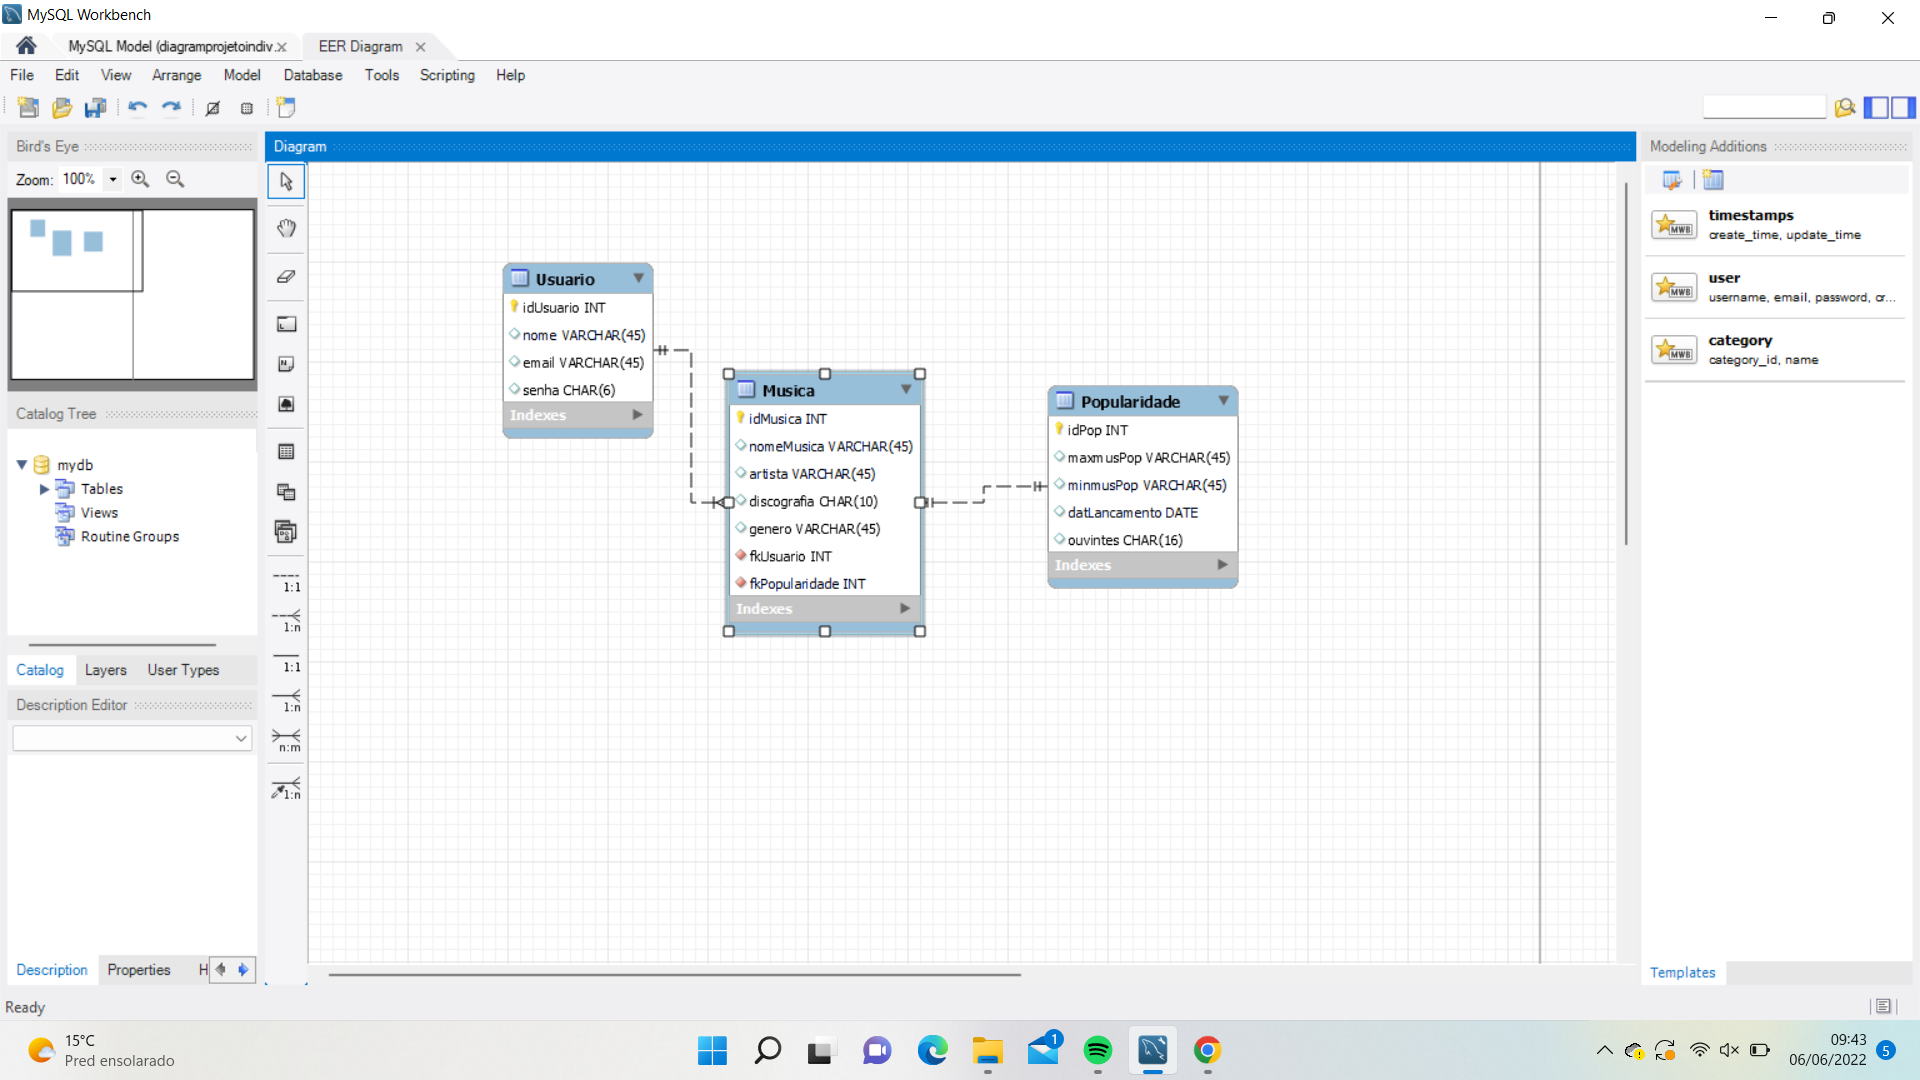 MySQL Workbench
MySQL Model (diagramprojetoindiv...
EER Diagram
File Edit View Arrange Model Database Tools Scripting Help
Bird's Eye
Zoom: 100%
Catalog Tree
mydb
Tables
Views
Routine Groups
Catalog Layers User Types
Description Editor
Description Properties H
Diagram
1:1
1:n
1:1
1:n
n:m
1:n
Usuario
idUsuario INT
nome VARCHAR(45)
email VARCHAR(45)
senha CHAR(6)
Indexes
Musica
idMusica INT
nomeMusica VARCHAR(45)
artista VARCHAR(45)
discografia CHAR(10)
genero VARCHAR(45)
fkUsuario INT
fkPopularidade INT
Indexes
Popularidade
idPop INT
maxmusPop VARCHAR(45)
minmusPop VARCHAR(45)
datLancamento DATE
ouvintes CHAR(16)
Indexes
Modeling Additions
MWB
timestamps
create_time, update_time
MWB
user
username, email, password, cr...
MWB
category
category_id, name
Templates
Ready
15°C
Pred ensolarado
1
09:43
06/06/2022
5